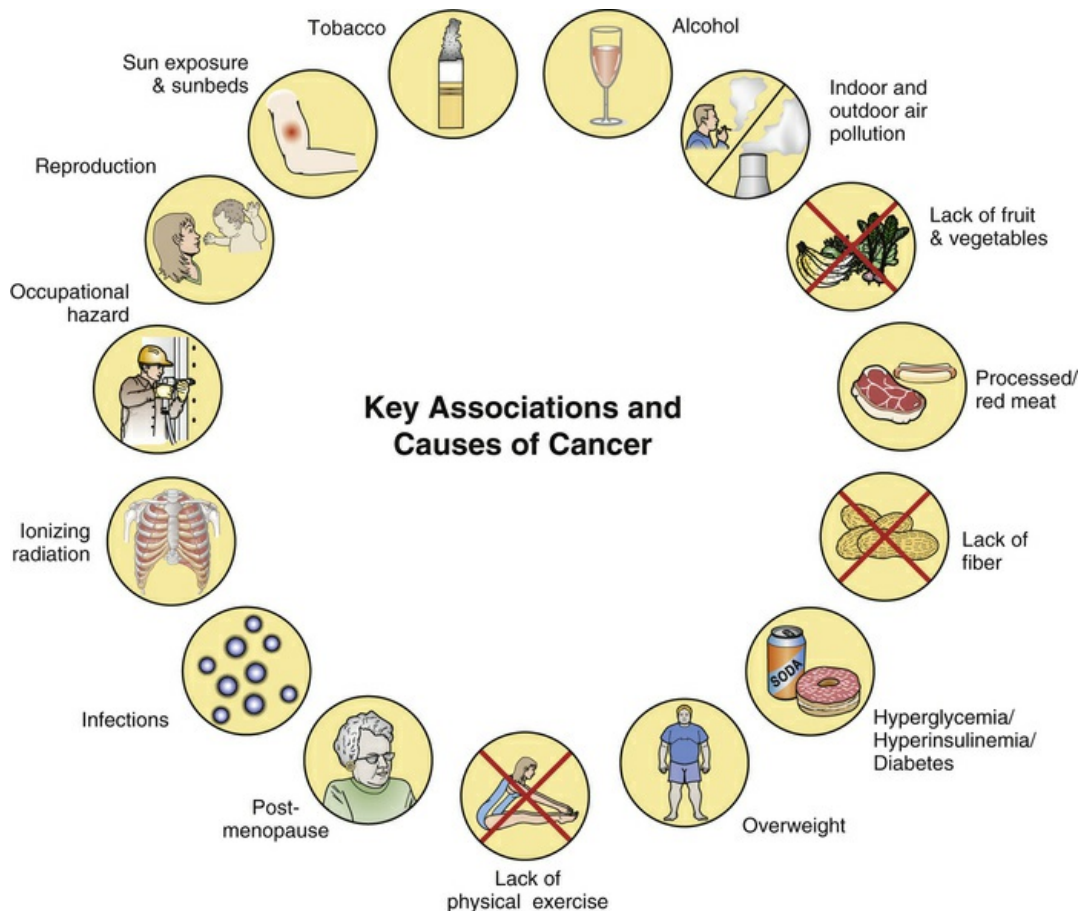 Tobacco
Alcohol
Sun exposure
& sunbeds
Indoor and
outdoor air
pollution
Reproduction
Lack of fruit
& vegetables
Occupational
hazard
Processed/
red meat
Key Associations and
Causes of Cancer
Ionizing
radiation
Lack of
fiber
SODA
Infections
Hyperglycemia/
Hyperinsulinemia/
Diabetes
Post-
menopause
Overweight
Lack of
physical exercise